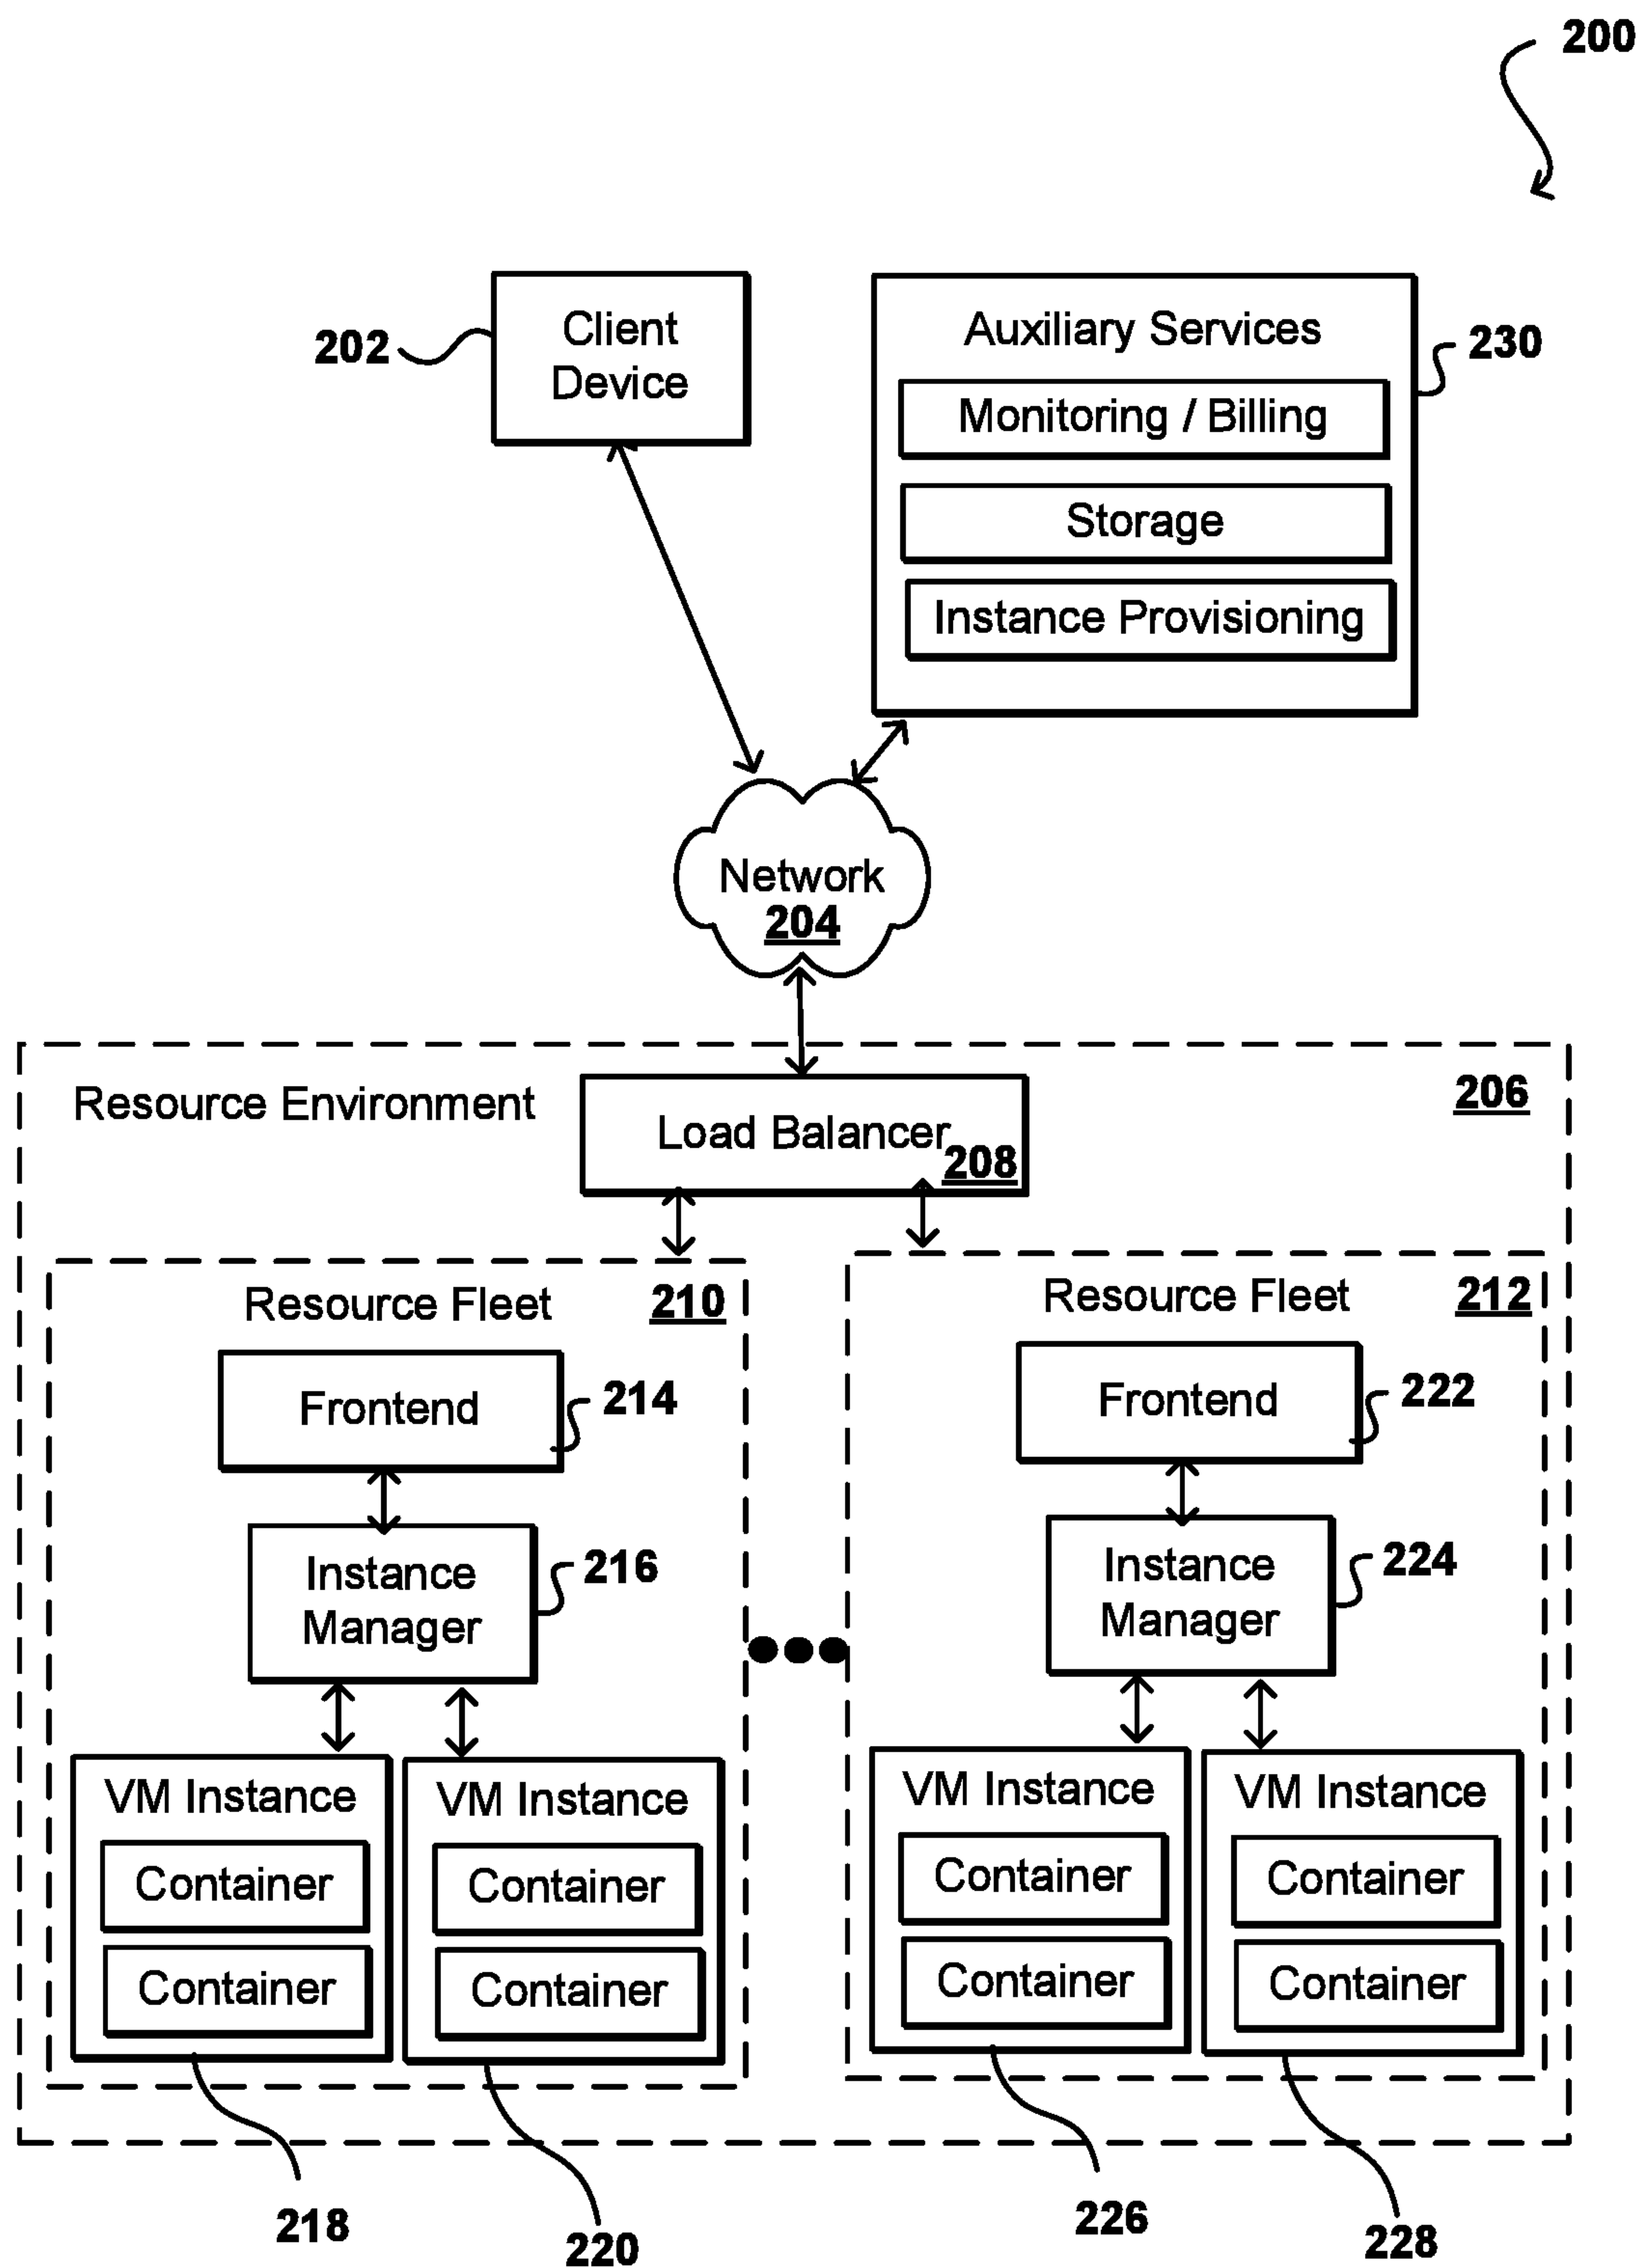 200
Client
Device
202
Auxiliary Services
230
Monitoring / Billing
Storage
Instance Provisioning
Network
204
Resource Environment
206
Load Balancer
208
Resource Fleet
210
Frontend
214
Instance
Manager
216
VM Instance
Container
Container
VM Instance
Container
Container
218
220
Resource Fleet
212
Frontend
222
Instance
Manager
224
VM Instance
Container
Container
VM Instance
Container
Container
226
228